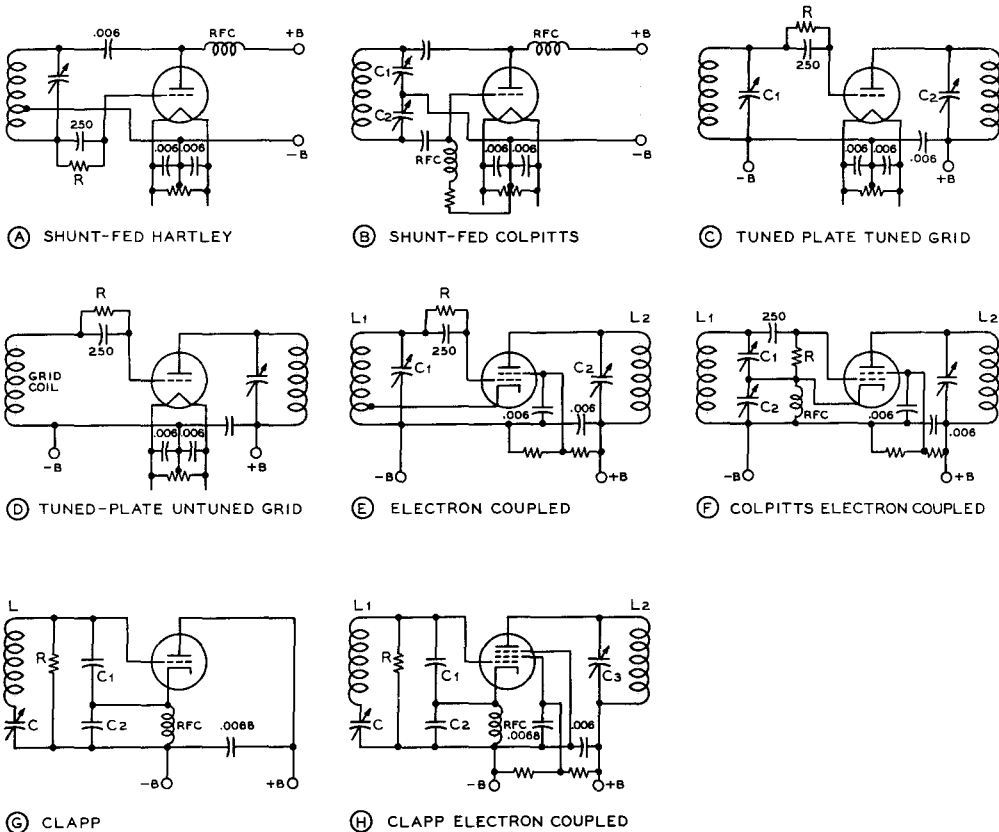 .006
RFC
+B
250
R
.006
.006
-B
A SHUNT-FED HARTLEY
C1
C2
RFC
RFC
+B
.006
.006
-B
B SHUNT-FED COLPITTS
R
250
C1
C2
.006
.006
.006
-B
+B
C TUNED PLATE TUNED GRID
R
250
GRID
COIL
.006
.006
-B
+B
D TUNED-PLATE UNTUNED GRID
L1
R
250
L2
C1
C2
.006
.006
-B
+B
E ELECTRON COUPLED
L1
250
L2
C1
R
C2
RFC
.006
.006
-B
+B
F COLPITTS ELECTRON COUPLED
L
R
C1
C
C2
RFC
.0068
-B
+B
G CLAPP
L1
L2
R
C1
C3
C
C2
RFC
.0068
.006
-B
+B
H CLAPP ELECTRON COUPLED